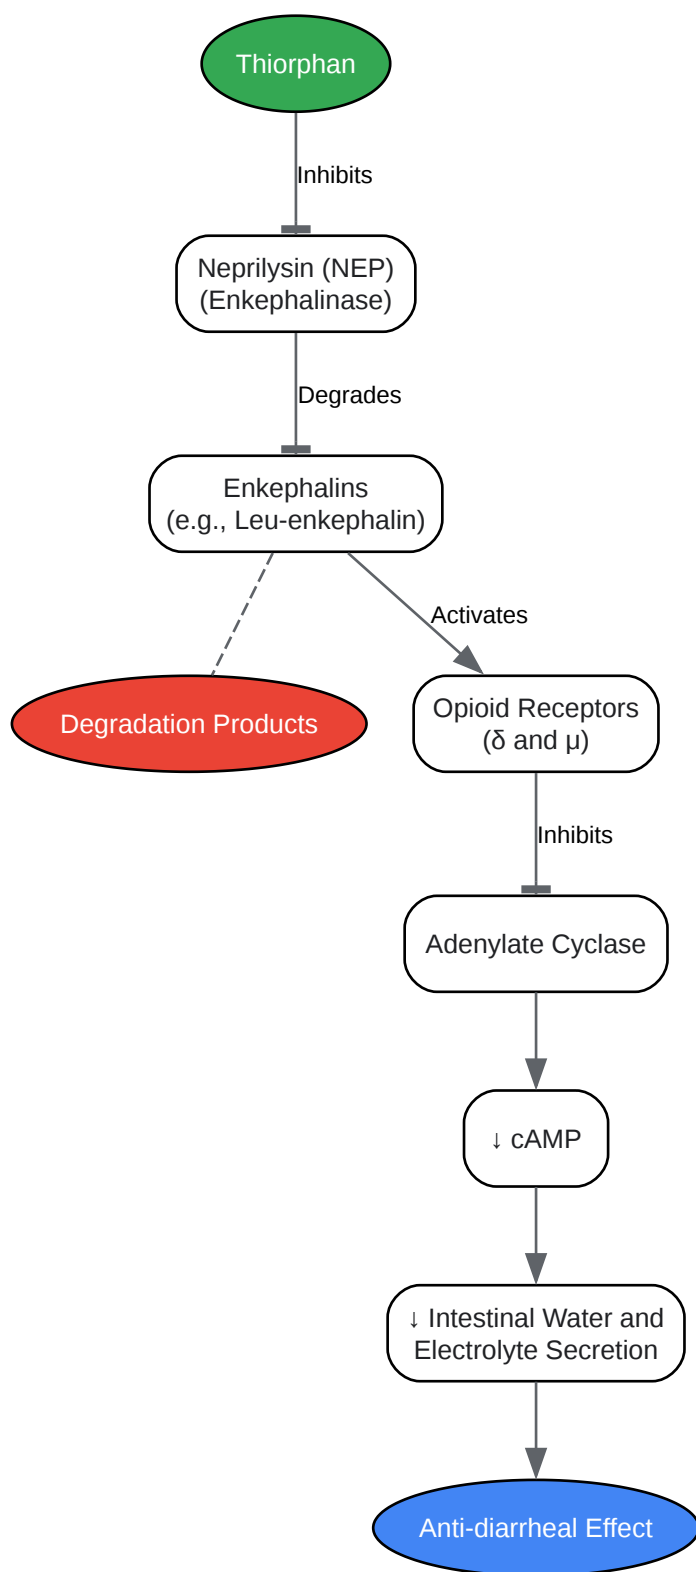 Thiorphan
Inhibits
Neprilysin (NEP)
(Enkephalinase)
Degrades
Enkephalins
(e.g., Leu-enkephalin)
Activates
Degradation Products
Opioid Receptors
(δ and μ)
Inhibits
Adenylate Cyclase
↓ cAMP
↓ Intestinal Water and
Electrolyte Secretion
Anti-diarrheal Effect